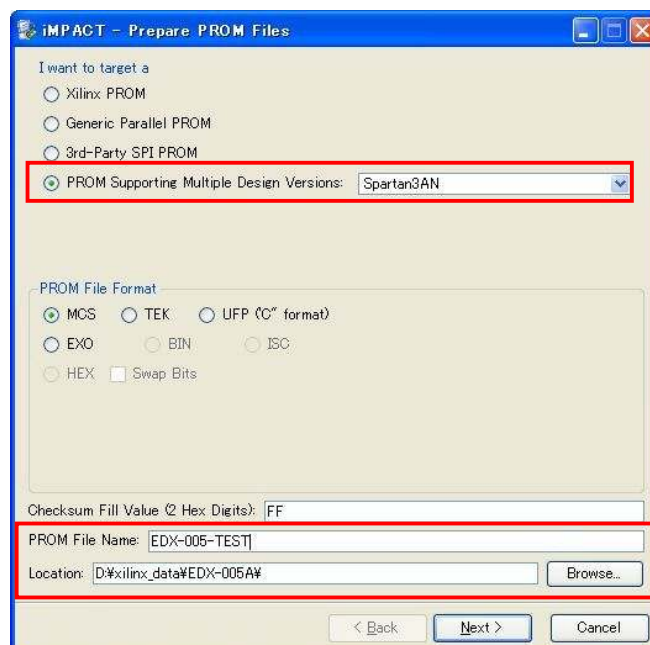 iMPACT - Prepare PROM Files
I want to target a
Xilinx PROM
Generic Parallel PROM
3rd-Party SPI PROM
PROM Supporting Multiple Design Versions: Spartan3AN
PROM File Format
MCS TEK UFP ("C" format)
EXO BIN ISC
HEX Swap Bits
Checksum Fill Value (2 Hex Digits): FF
PROM File Name: EDX-005-TEST
Location: D:¥xilinx_data¥EDX-005A¥ Browse...
< Back Next > Cancel